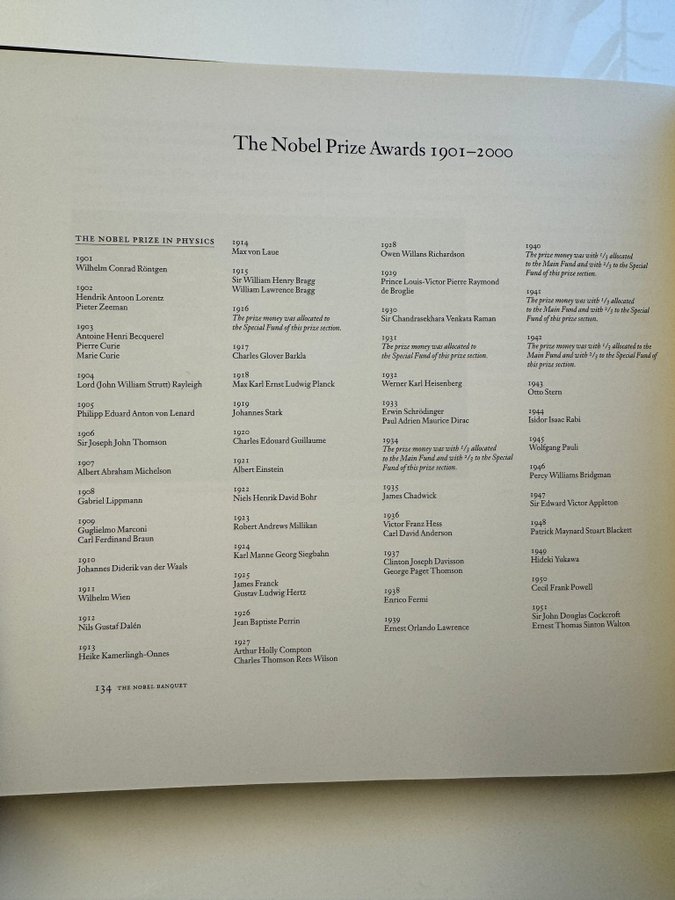 The Nobel Prize Awards 1901–2000
THE NOBEL PRIZE IN PHYSICS
1901
Wilhelm Conrad Röntgen
1902
Hendrik Antoon Lorentz
Pieter Zeeman
1903
Antoine Henri Becquerel
Pierre Curie
Marie Curie
1904
Lord (John William Strutt) Rayleigh
1905
Philipp Eduard Anton von Lenard
1906
Sir Joseph John Thomson
1907
Albert Abraham Michelson
1908
Gabriel Lippmann
1909
Guglielmo Marconi
Carl Ferdinand Braun
1910
Johannes Diderik van der Waals
1911
Wilhelm Wien
1912
Nils Gustaf Dalén
1913
Heike Kamerlingh-Onnes
1914
Max von Laue
1915
Sir William Henry Bragg
William Lawrence Bragg
1916
The prize money was allocated to
the Special Fund of this prize section.
1917
Charles Glover Barkla
1918
Max Karl Ernst Ludwig Planck
1919
Johannes Stark
1920
Charles Edouard Guillaume
1921
Albert Einstein
1922
Niels Henrik David Bohr
1923
Robert Andrews Millikan
1924
Karl Manne Georg Siegbahn
1925
James Franck
Gustav Ludwig Hertz
1926
Jean Baptiste Perrin
1927
Arthur Holly Compton
Charles Thomson Rees Wilson
1928
Owen Willans Richardson
1929
Prince Louis-Victor Pierre Raymond
de Broglie
1930
Sir Chandrasekhara Venkata Raman
1931
The prize money was allocated to
the Special Fund of this prize section.
1932
Werner Karl Heisenberg
1933
Erwin Schrödinger
Paul Adrien Maurice Dirac
1934
The prize money was with 1/3 allocated
to the Main Fund and with 2/3 to the Special
Fund of this prize section.
1935
James Chadwick
1936
Victor Franz Hess
Carl David Anderson
1937
Clinton Joseph Davisson
George Paget Thomson
1938
Enrico Fermi
1939
Ernest Orlando Lawrence
1940
The prize money was with 1/3 allocated
to the Main Fund and with 2/3 to the Special
Fund of this prize section.
1941
The prize money was with 1/3 allocated
to the Main Fund and with 2/3 to the Special
Fund of this prize section.
1942
The prize money was with 1/3 allocated to the
Main Fund and with 2/3 to the Special Fund of
this prize section.
1943
Otto Stern
1944
Isidor Isaac Rabi
1945
Wolfgang Pauli
1946
Percy Williams Bridgman
1947
Sir Edward Victor Appleton
1948
Patrick Maynard Stuart Blackett
1949
Hideki Yukawa
1950
Cecil Frank Powell
1951
Sir John Douglas Cockcroft
Ernest Thomas Sinton Walton
134 THE NOBEL BANQUET